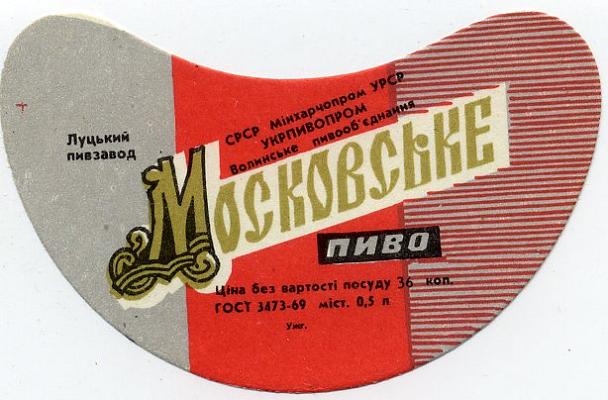 Луцький
пивзавод
СРСР Мінхарчопром УРСР
УКРПИВОПРОМ
Волинське пивооб'єднання
Московське
ПИВО
Ціна без вартості посуду 36 коп.
ГОСТ 3473-69 міст. 0,5 л
Ужг.